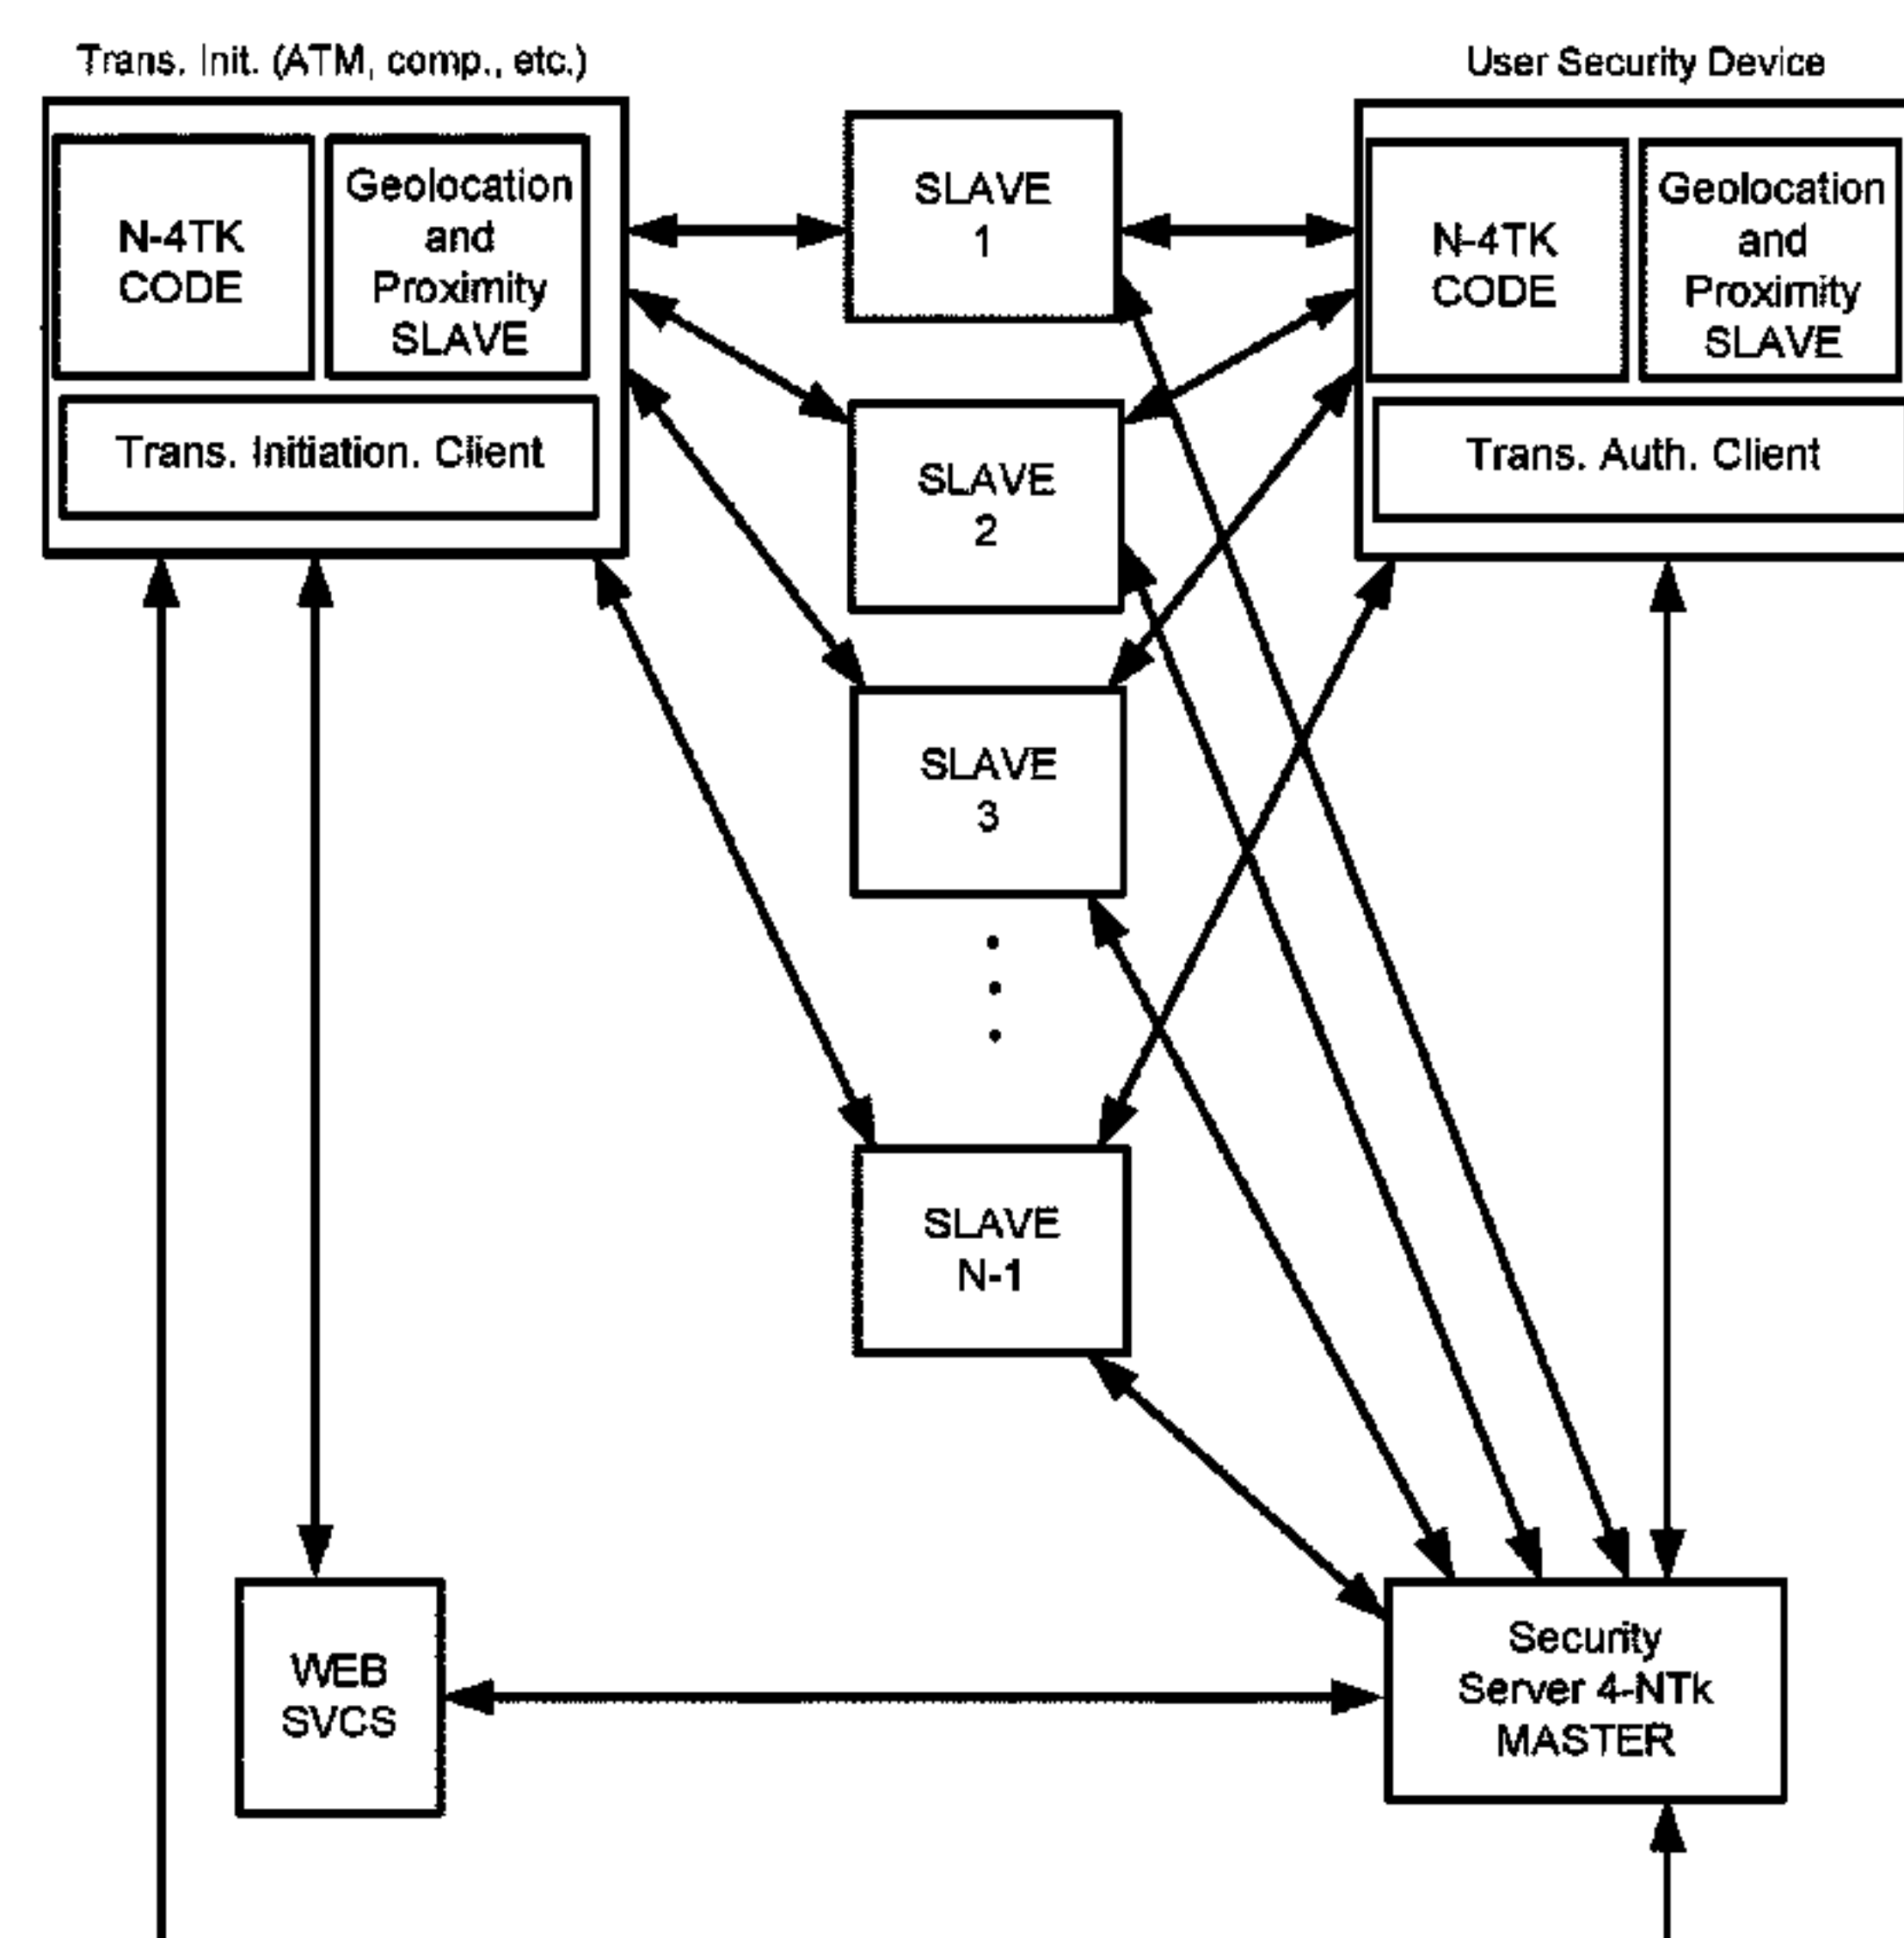 Trans. Init. (ATM, comp., etc.)
N-4TK
CODE
Geolocation
and
Proximity
SLAVE
Trans. Initiation. Client
SLAVE
1
SLAVE
2
SLAVE
3
SLAVE
N-1
User Security Device
N-4TK
CODE
Geolocation
and
Proximity
SLAVE
Trans. Auth. Client
WEB
SVCS
Security
Server 4-NTk
MASTER